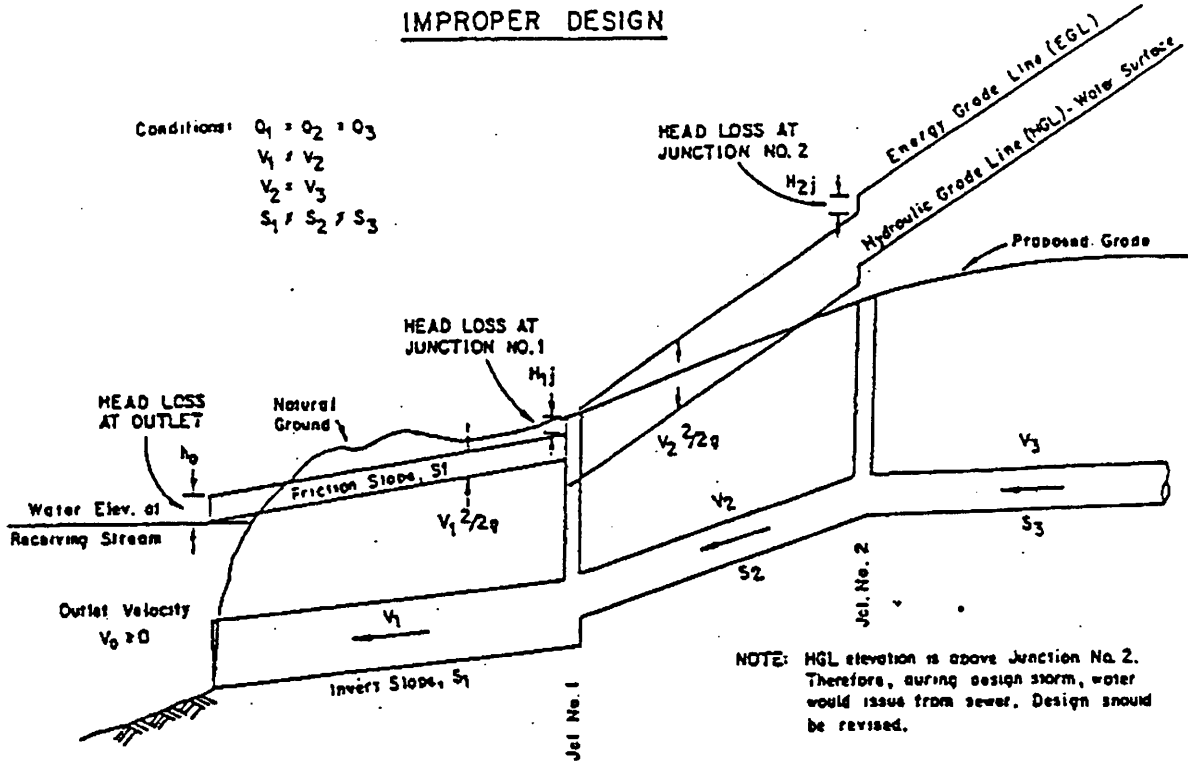 IMPROPER DESIGN
Conditions: Q1 = Q2 = Q3
V1 ≠ V2
V2 = V3
S1 ≠ S2 ≠ S3
HEAD LOSS AT
JUNCTION NO. 2
H2j
Energy Grade Line (EGL)
Hydraulic Grade Line (HGL)-Water Surface
Proposed Grade
HEAD LOSS AT
JUNCTION NO. 1
H1j
Natural
Ground
HEAD LOSS
AT OUTLET
ho
Friction Slope, Sf
V1²/2g
V2²/2g
Water Elev. at
Receiving Stream
V3
V2
S3
S2
Outlet Velocity
V1
Invert Slope, S1
Jct. No. 1
Jct. No. 2
NOTE: HGL elevation is above Junction No. 2.
Therefore, during design storm, water
would issue from sewer. Design should
be revised.